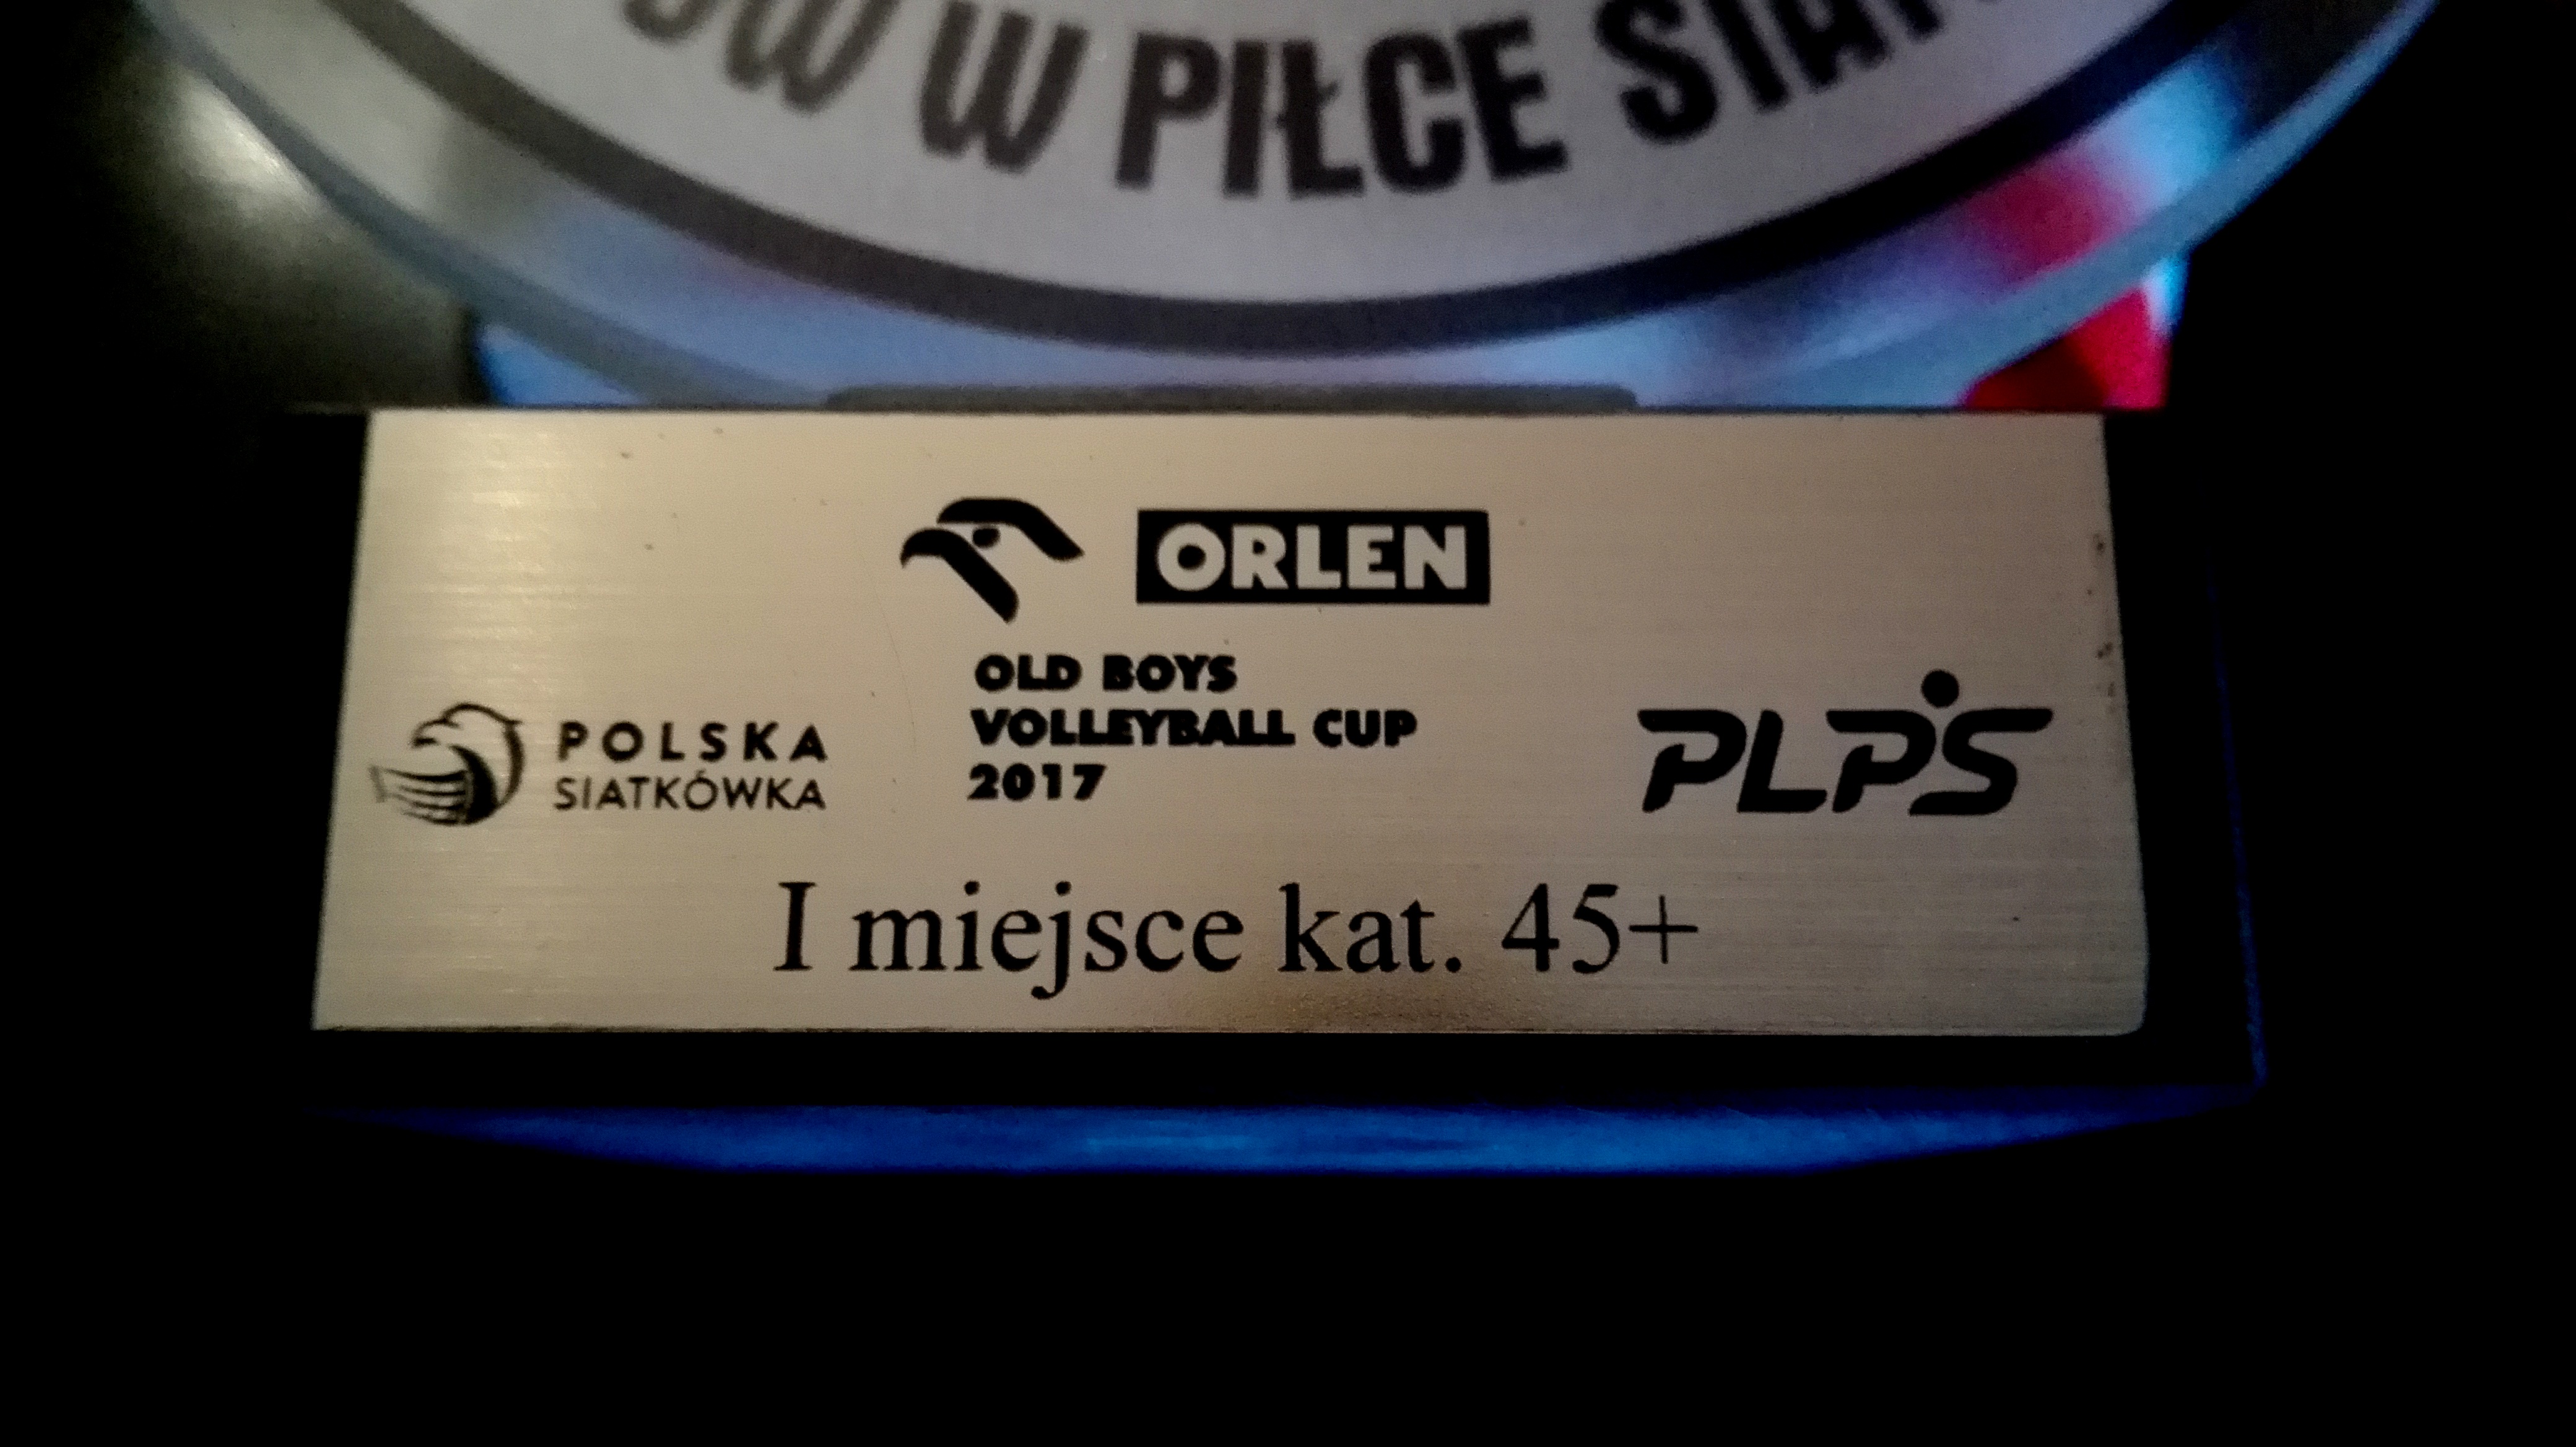 W PIŁCE
ORLEN
OLD BOYS
VOLLEYBALL CUP
2017
POLSKA
SIATKÓWKA
PLPS
I miejsce kat. 45+